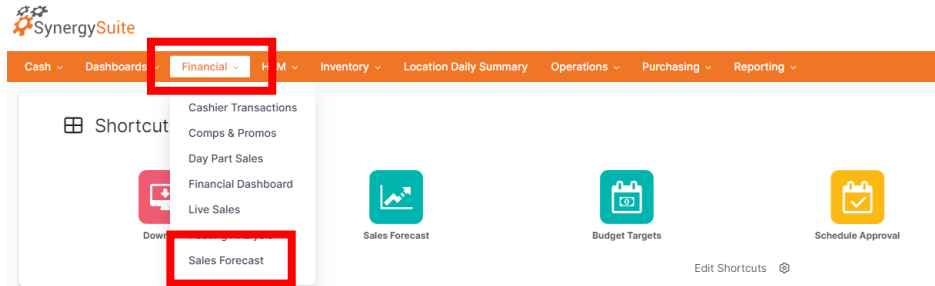 SynergySuite
Cash Dashboards Financial H M Inventory Location Daily Summary Operations Purchasing Reporting
Shortcut
Cashier Transactions
Comps & Promos
Day Part Sales
Financial Dashboard
Live Sales
Sales Forecast
Down
Sales Forecast
Budget Targets
Schedule Approval
Edit Shortcuts